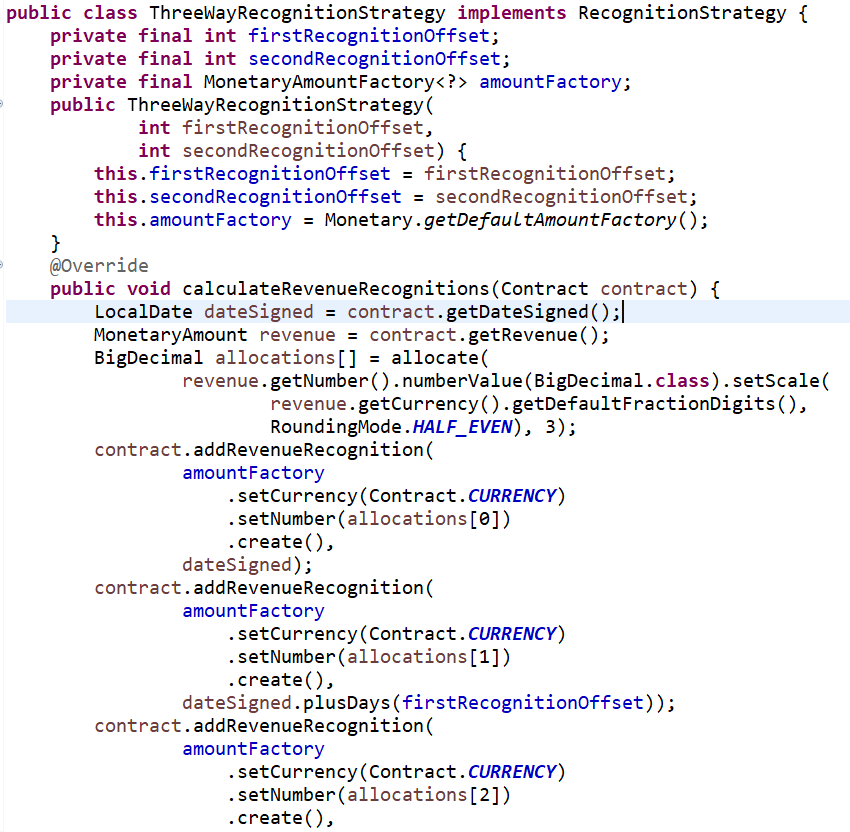 public class ThreeWayRecognitionStrategy implements RecognitionStrategy {
    private final int firstRecognitionOffset;
    private final int secondRecognitionOffset;
    private final MonetaryAmountFactory<?> amountFactory;
    public ThreeWayRecognitionStrategy(
            int firstRecognitionOffset,
            int secondRecognitionOffset) {
        this.firstRecognitionOffset = firstRecognitionOffset;
        this.secondRecognitionOffset = secondRecognitionOffset;
        this.amountFactory = Monetary.getDefaultAmountFactory();
    }
    @Override
    public void calculateRevenueRecognitions(Contract contract) {
        LocalDate dateSigned = contract.getDateSigned();
        MonetaryAmount revenue = contract.getRevenue();
        BigDecimal allocations[] = allocate(
                revenue.getNumber().numberValue(BigDecimal.class).setScale(
                        revenue.getCurrency().getDefaultFractionDigits(),
                        RoundingMode.HALF_EVEN), 3);
        contract.addRevenueRecognition(
                amountFactory
                    .setCurrency(Contract.CURRENCY)
                    .setNumber(allocations[0])
                    .create(),
                dateSigned);
        contract.addRevenueRecognition(
                amountFactory
                    .setCurrency(Contract.CURRENCY)
                    .setNumber(allocations[1])
                    .create(),
                dateSigned.plusDays(firstRecognitionOffset));
        contract.addRevenueRecognition(
                amountFactory
                    .setCurrency(Contract.CURRENCY)
                    .setNumber(allocations[2])
                    .create(),